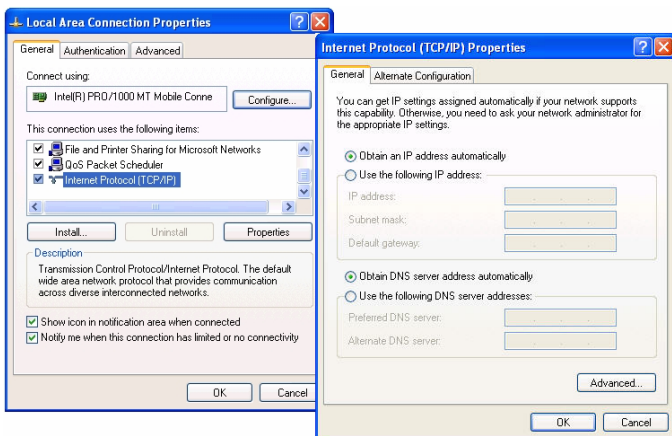 Local Area Connection Properties
General Authentication Advanced
Connect using:
Intel(R) PRO/1000 MT Mobile Conne
Configure...
This connection uses the following items:
File and Printer Sharing for Microsoft Networks
QoS Packet Scheduler
Internet Protocol (TCP/IP)
Install... Uninstall Properties
Description
Transmission Control Protocol/Internet Protocol. The default
wide area network protocol that provides communication
across diverse interconnected networks.
Show icon in notification area when connected
Notify me when this connection has limited or no connectivity
OK Cancel
Internet Protocol (TCP/IP) Properties
General Alternate Configuration
You can get IP settings assigned automatically if your network supports
this capability. Otherwise, you need to ask your network administrator for
the appropriate IP settings.
Obtain an IP address automatically
Use the following IP address:
IP address:
Subnet mask:
Default gateway:
Obtain DNS server address automatically
Use the following DNS server addresses:
Preferred DNS server:
Alternate DNS server:
Advanced...
OK Cancel